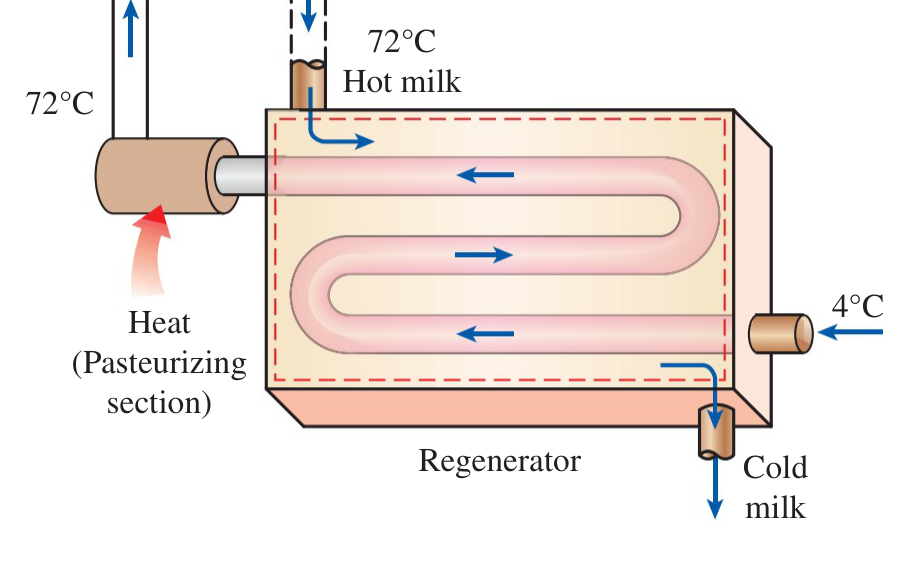 72°C
Hot milk
72°C
4°C
Heat
(Pasteurizing
section)
Regenerator
Cold
milk